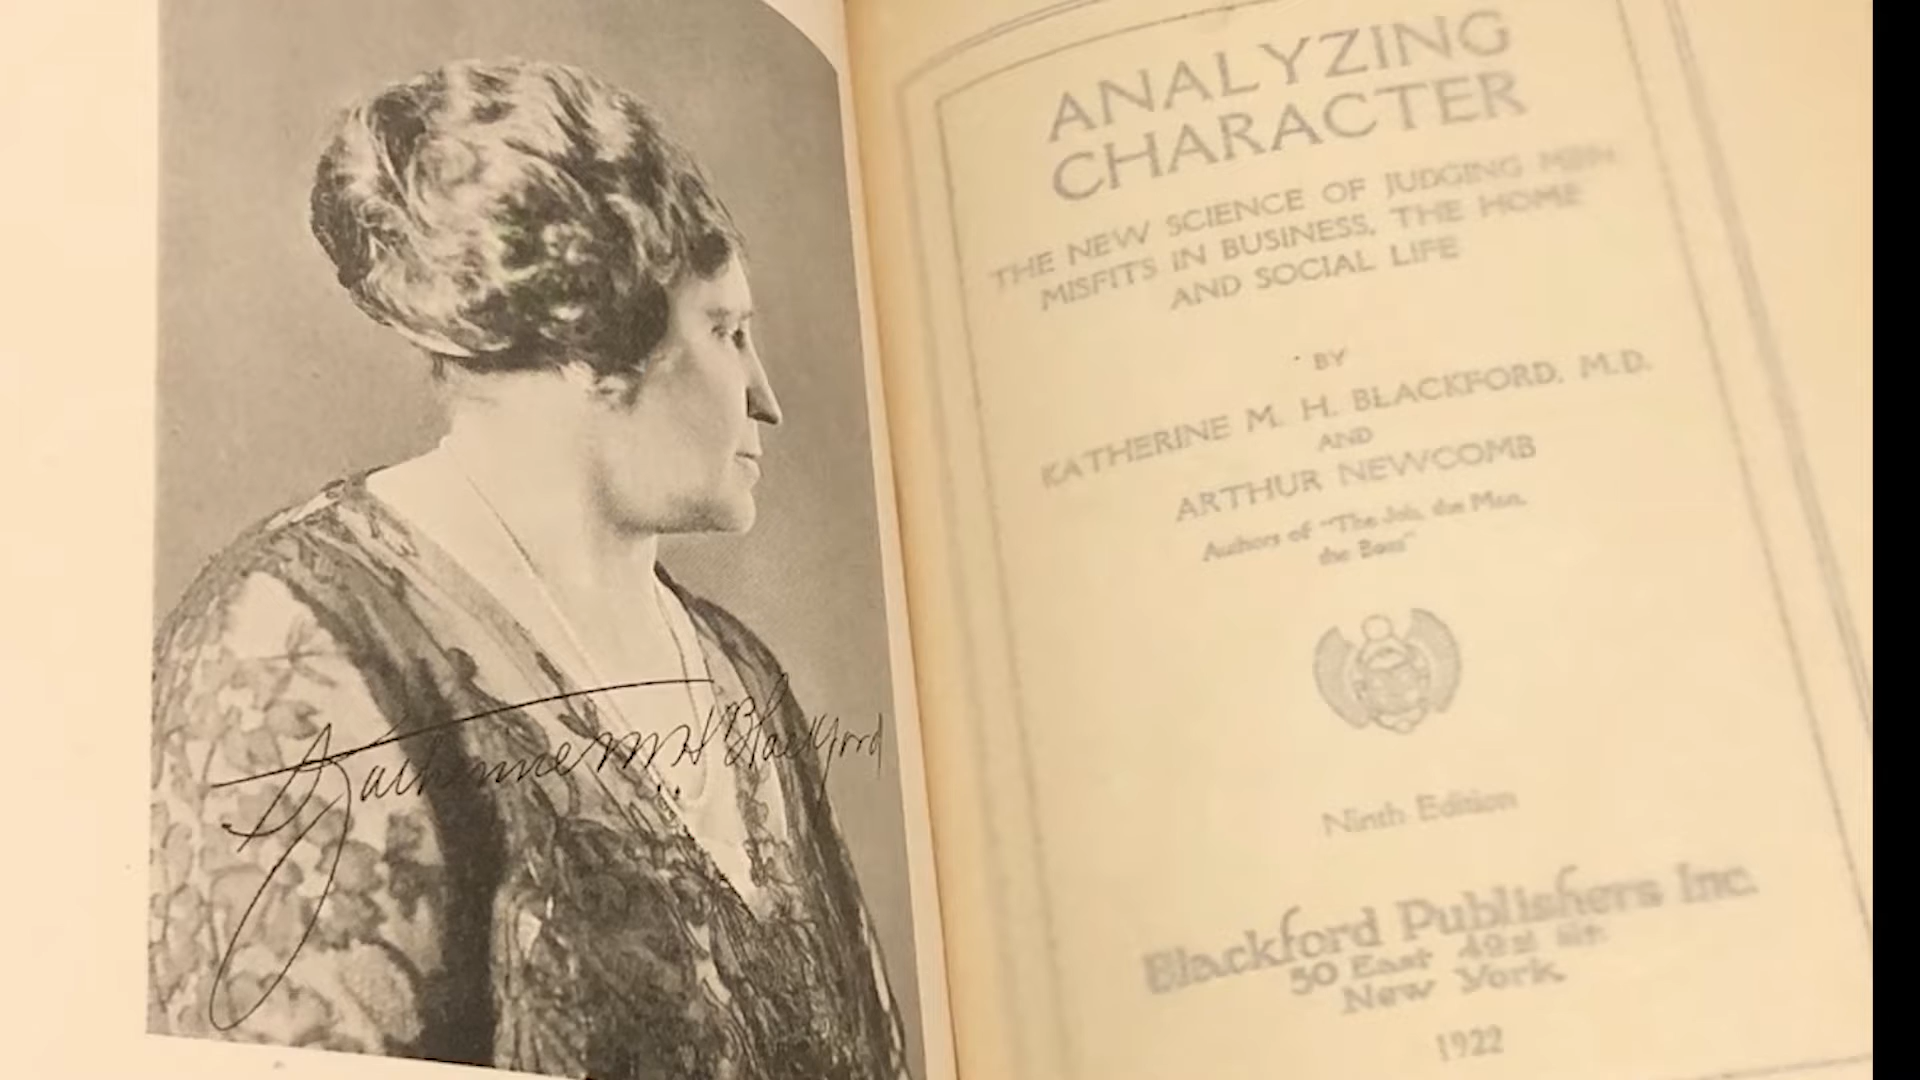 Katherine M H Blackford
ANALYZING
CHARACTER
THE NEW SCIENCE OF JUDGING MEN
MISFITS IN BUSINESS, THE HOME
AND SOCIAL LIFE
BY
KATHERINE M. H. BLACKFORD, M.D.
AND
ARTHUR NEWCOMB
Authors of "The Job, the Man,
the Boss"
Ninth Edition
Blackford Publishers Inc.
50 East 42nd St.
New York
1922